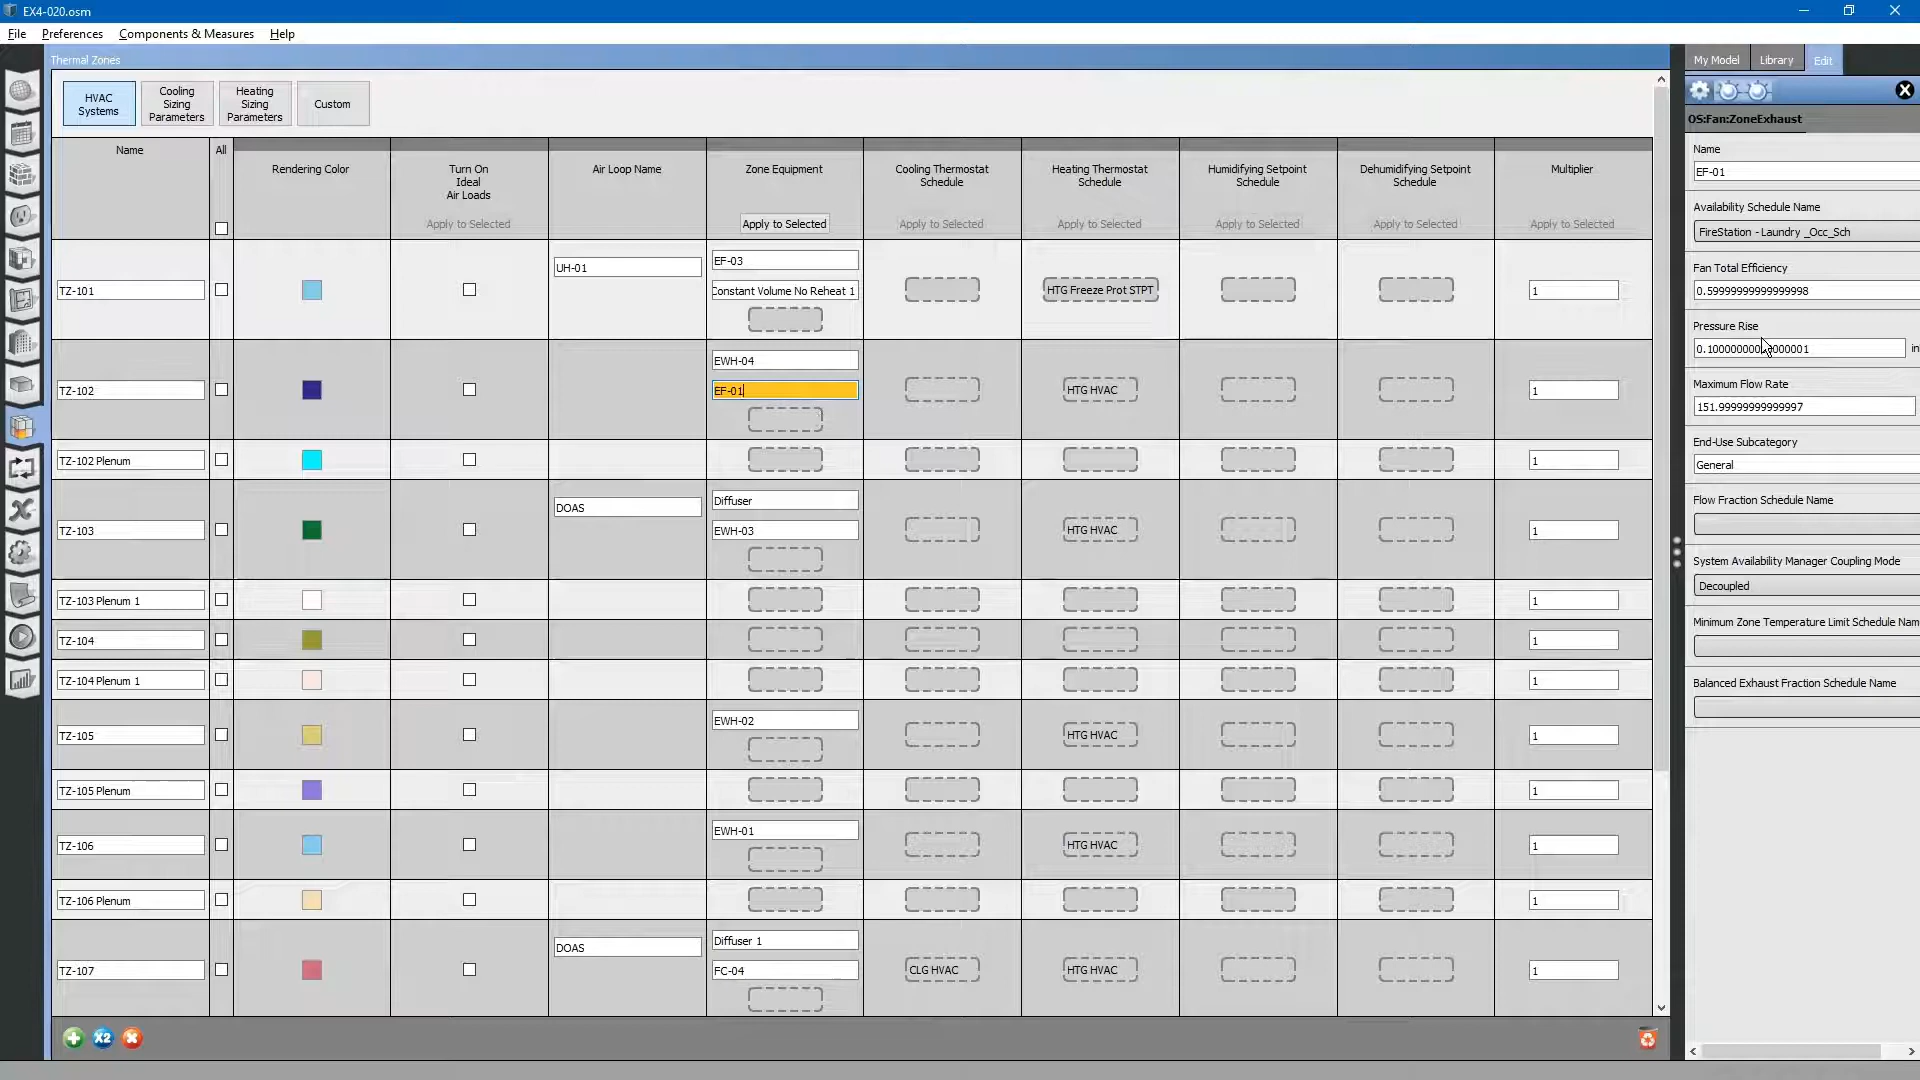 EX4-020.osm
File Preferences Components & Measures Help
Thermal Zones
My Model Library Edit
HVAC
Systems
Cooling
Sizing
Parameters
Heating
Sizing
Parameters
Custom
Name All
Rendering Color
Turn On
Ideal
Air Loads
Air Loop Name
Zone Equipment
Cooling Thermostat
Schedule
Heating Thermostat
Schedule
Humidifying Setpoint
Schedule
Dehumidifying Setpoint
Schedule
Multiplier
Apply to Selected Apply to Selected Apply to Selected Apply to Selected Apply to Selected Apply to Selected Apply to Selected
TZ-101 UH-01 EF-03
Constant Volume No Reheat 1 HTG Freeze Prot STPT 1
EWH-04
TZ-102 EF-01 HTG HVAC 1
TZ-102 Plenum 1
DOAS Diffuser
TZ-103 EWH-03 HTG HVAC 1
TZ-103 Plenum 1 1
TZ-104 1
TZ-104 Plenum 1 1
TZ-105 EWH-02 HTG HVAC 1
TZ-105 Plenum 1
TZ-106 EWH-01 HTG HVAC 1
TZ-106 Plenum 1
DOAS Diffuser 1
TZ-107 FC-04 CLG HVAC HTG HVAC 1
X2
OS:Fan:ZoneExhaust
Name
EF-01
Availability Schedule Name
FireStation - Laundry _Occ_Sch
Fan Total Efficiency
0.59999999999999998
Pressure Rise
in
Maximum Flow Rate
151.99999999999997
End-Use Subcategory
General
Flow Fraction Schedule Name
System Availability Manager Coupling Mode
Decoupled
Minimum Zone Temperature Limit Schedule Nam
Balanced Exhaust Fraction Schedule Name